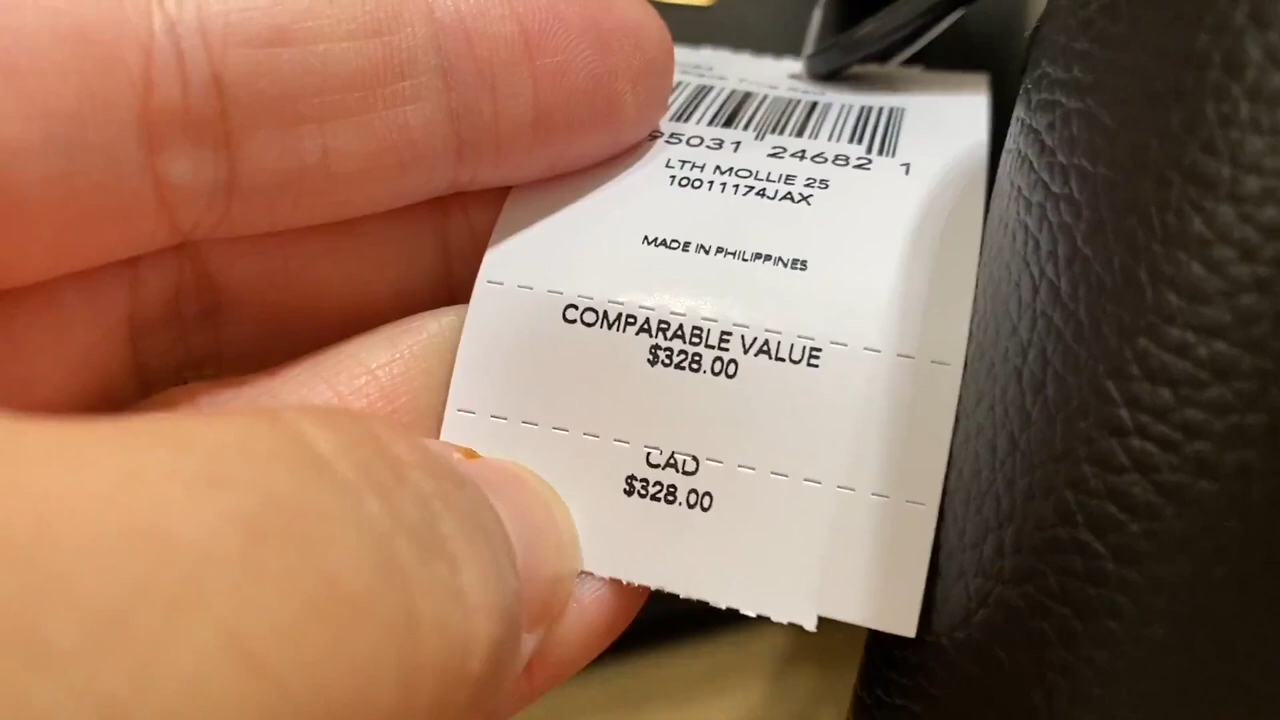 95031 24682 1
LTH MOLLIE 25
10011174JAX
MADE IN PHILIPPINES
COMPARABLE VALUE
$328.00
CAD
$328.00